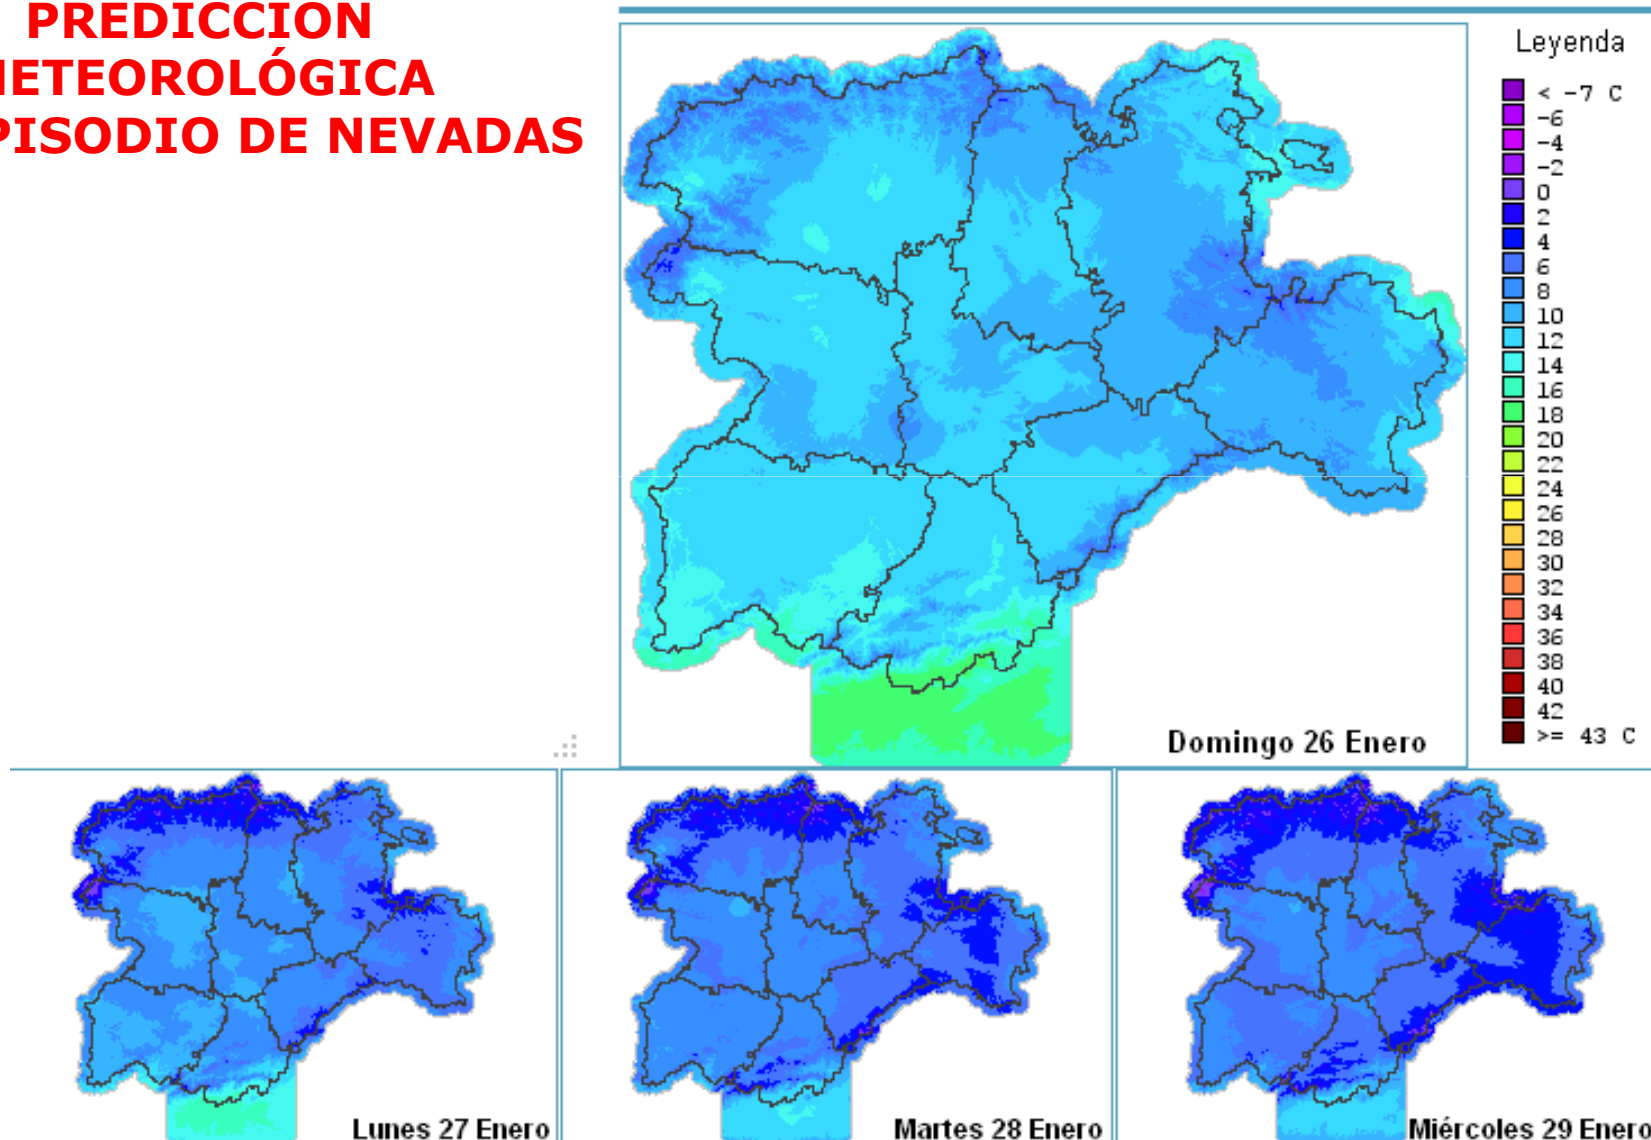 PREDICCION
METEOROLÓGICA
EPISODIO DE NEVADAS
Leyenda
< -7 C
-6
-4
-2
0
2
4
6
8
10
12
14
16
18
20
22
24
26
28
30
32
34
36
38
40
42
>= 43 C
Domingo 26 Enero
Lunes 27 Enero
Martes 28 Enero
Miércoles 29 Enero